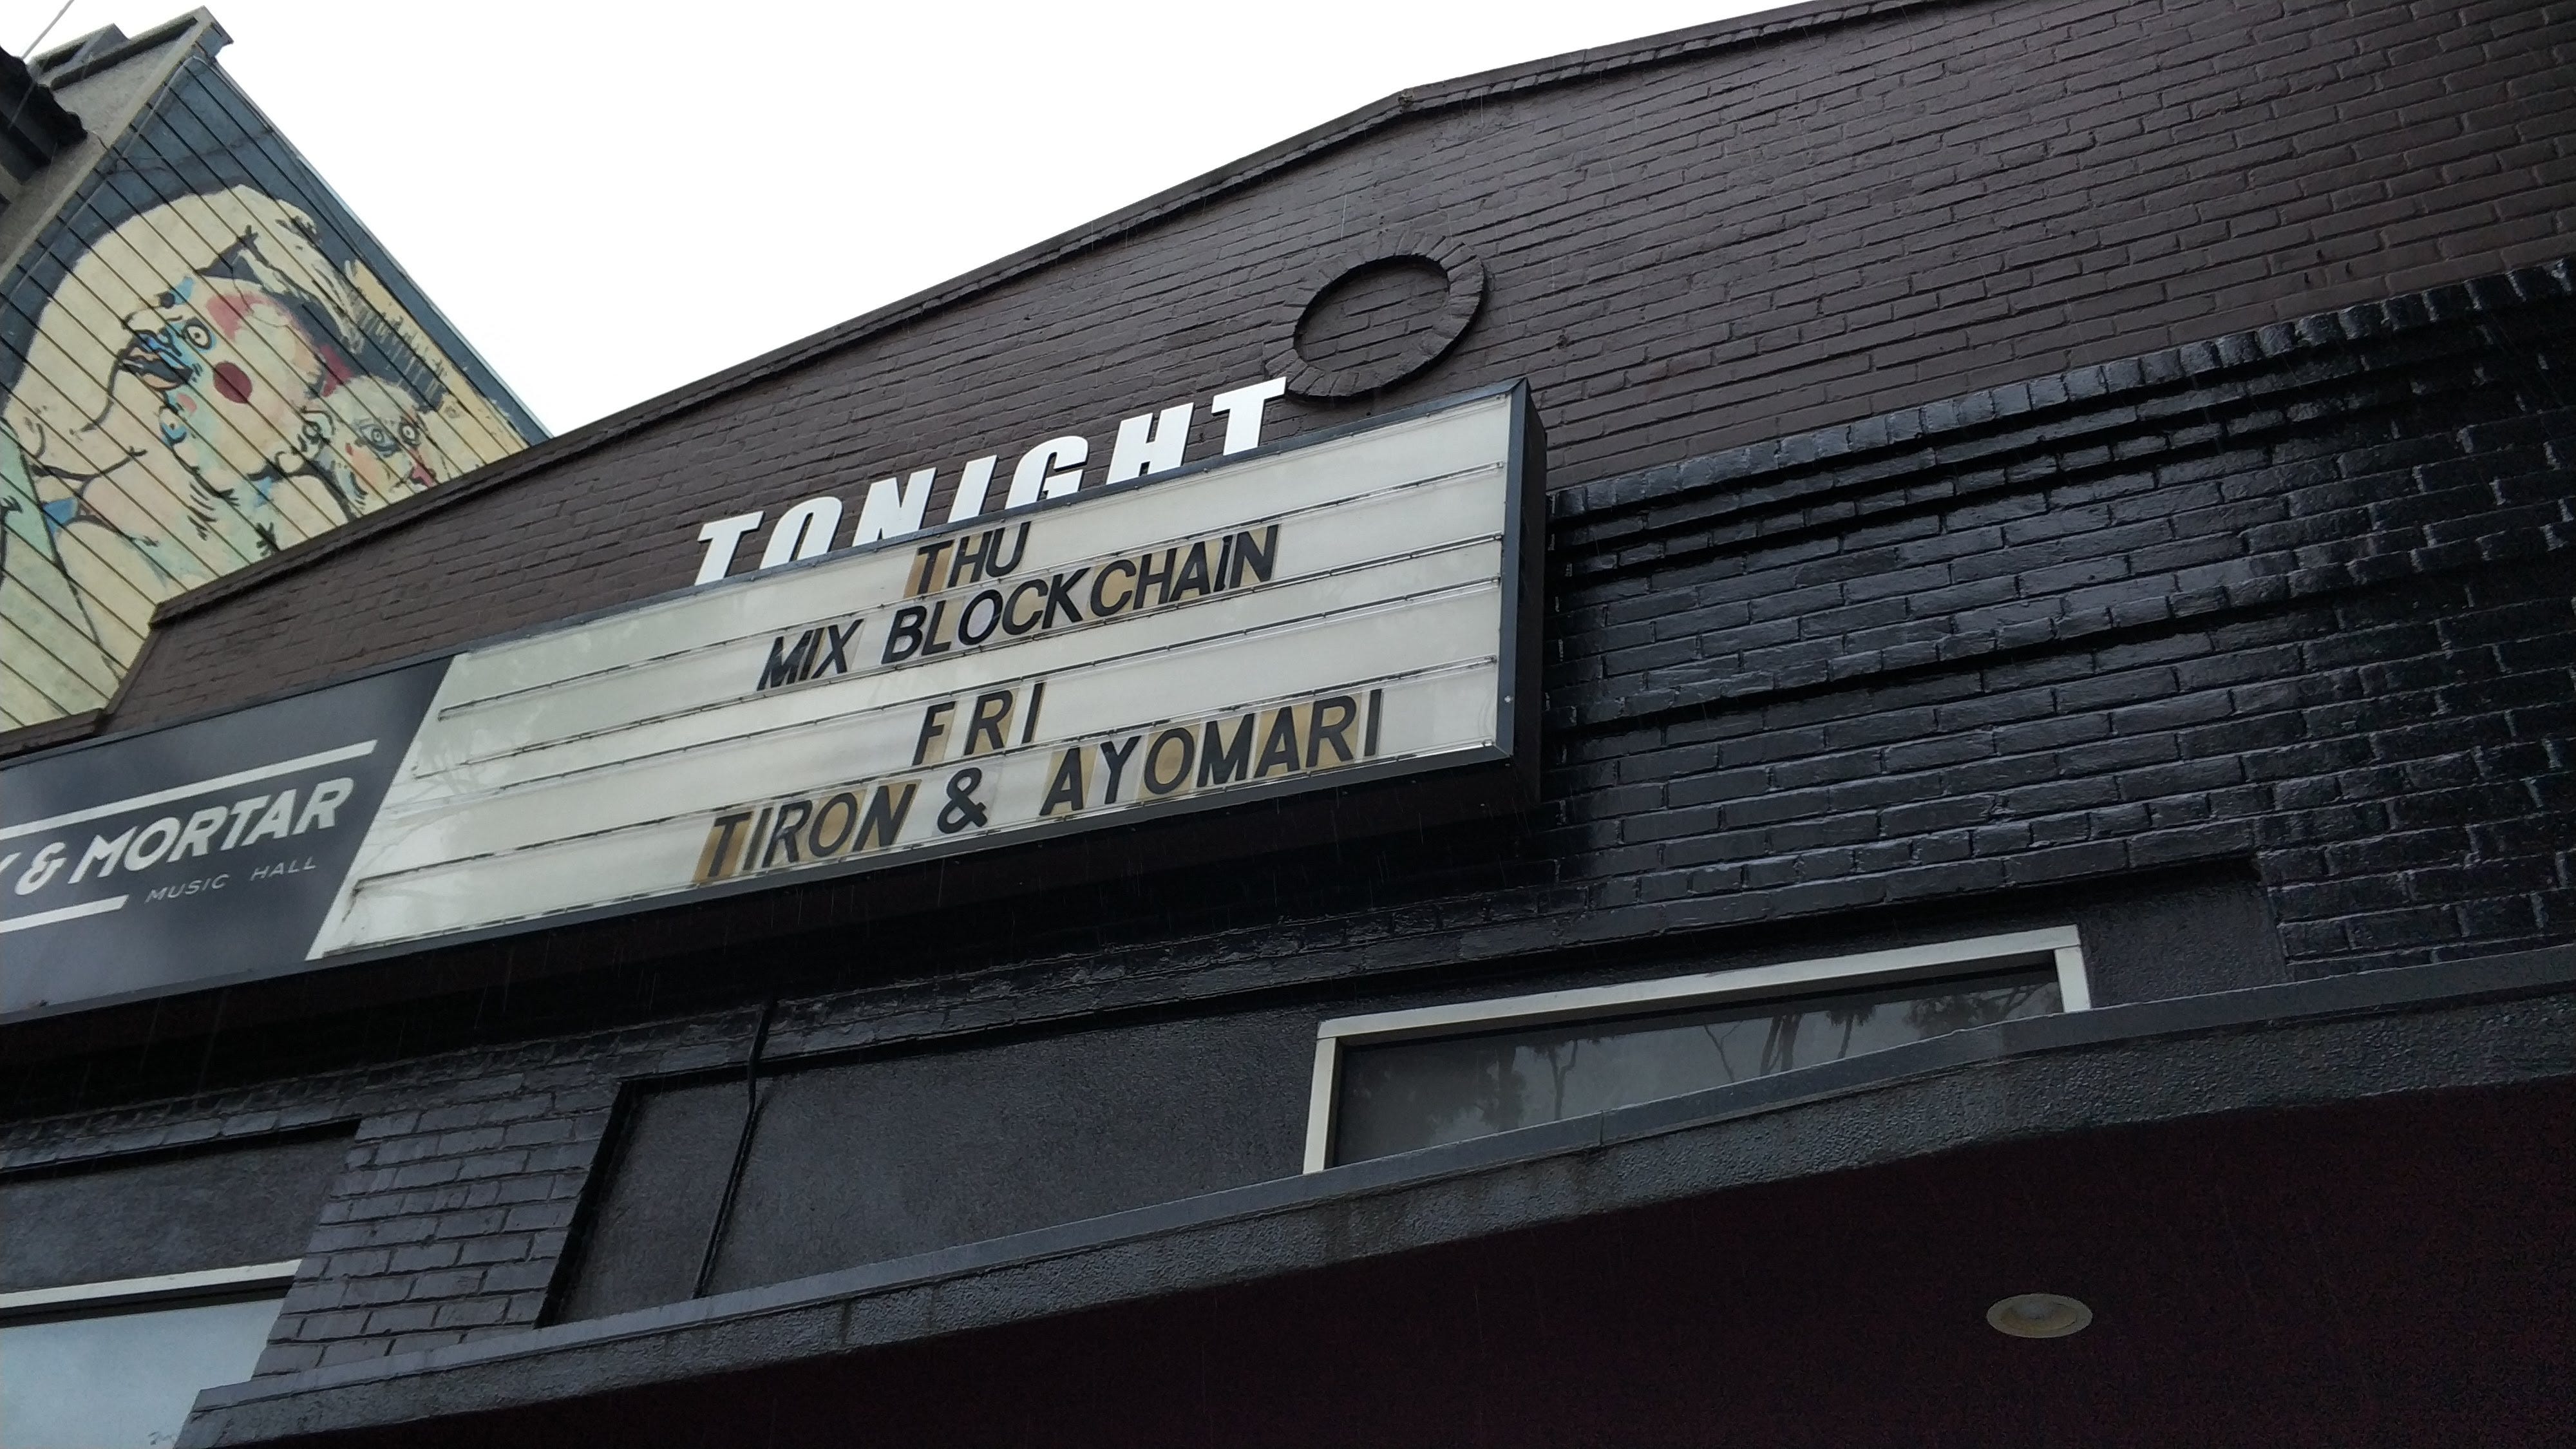 TONIGHT
THU
MIX BLOCKCHAIN
FRI
TIRON & AYOMARI
& MORTAR
MUSIC HALL